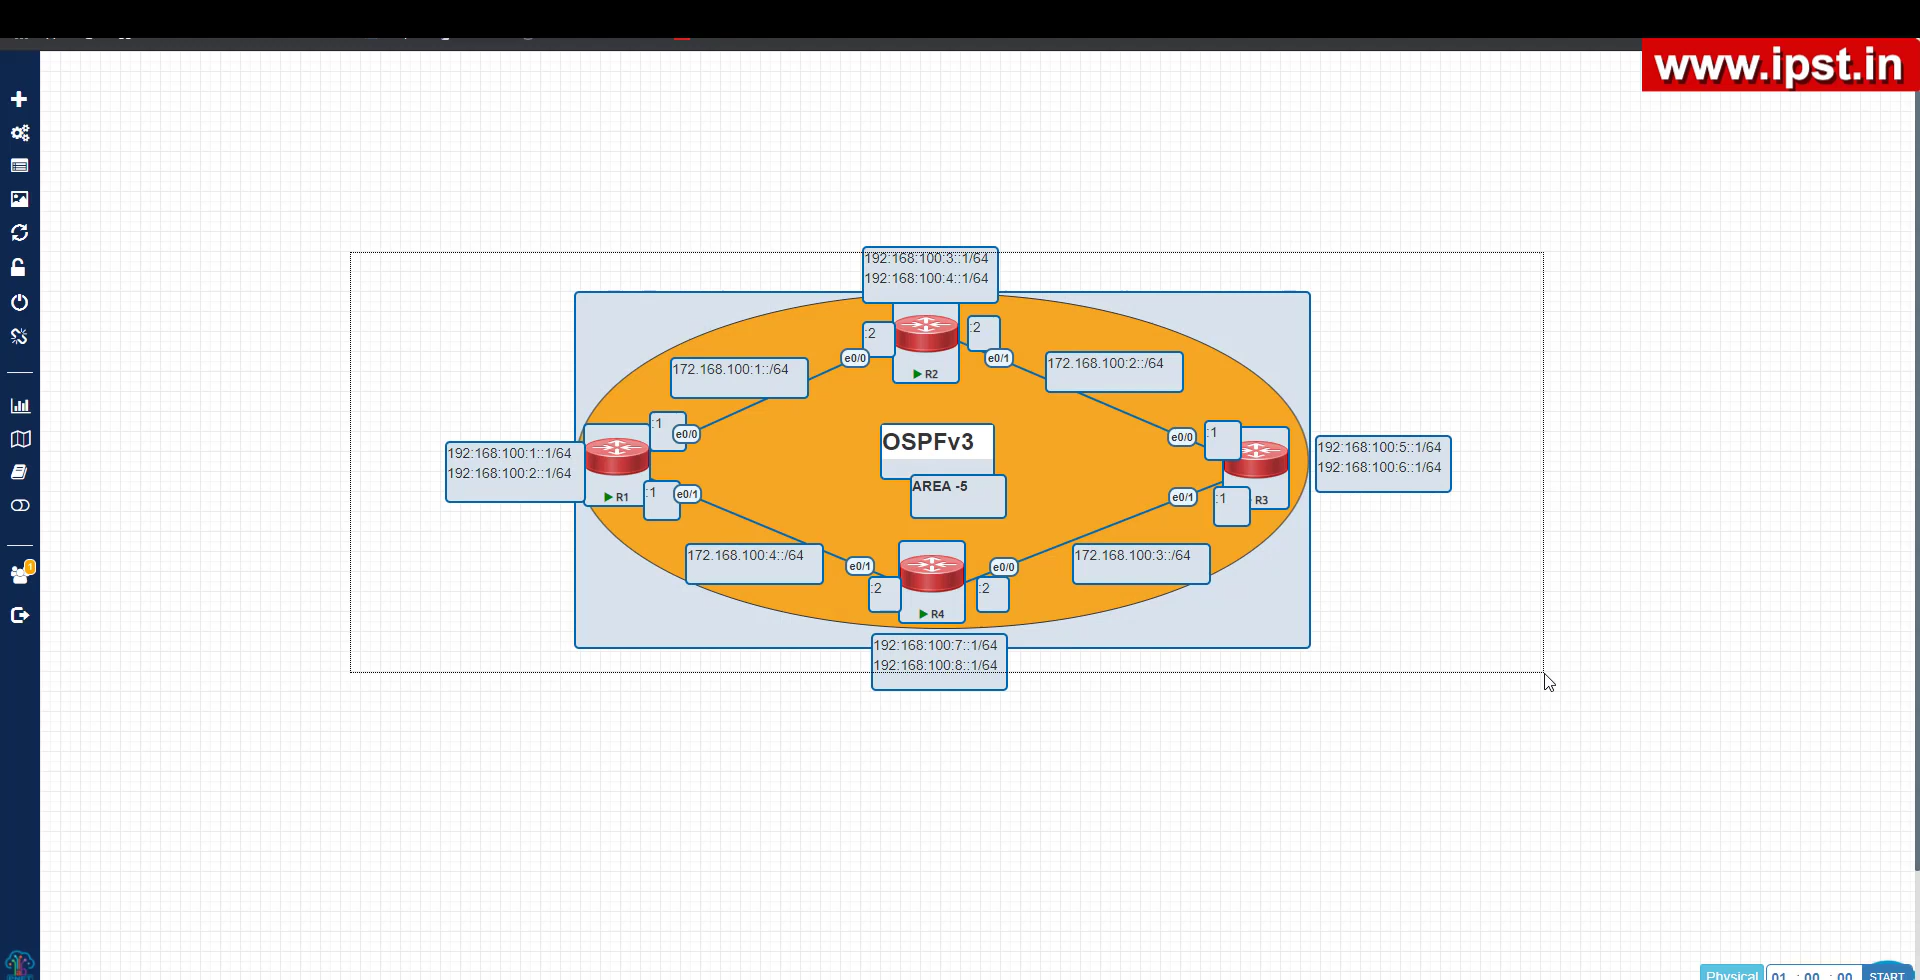 www.ipst.in
192:168:100:3::1/64
192:168:100:4::1/64
:2
:2
e0/0
e0/1
R2
172.168.100:1::/64
172.168.100:2::/64
:1
e0/0
e0/0
:1
OSPFv3
192:168:100:1::1/64
192:168:100:2::1/64
192:168:100:5::1/64
192:168:100:6::1/64
R1
:1
e0/1
AREA -5
e0/1
:1
R3
172.168.100:4::/64
172.168.100:3::/64
e0/1
e0/0
:2
:2
R4
192:168:100:7::1/64
192:168:100:8::1/64
1
Physical
01 : 00 : 00
START